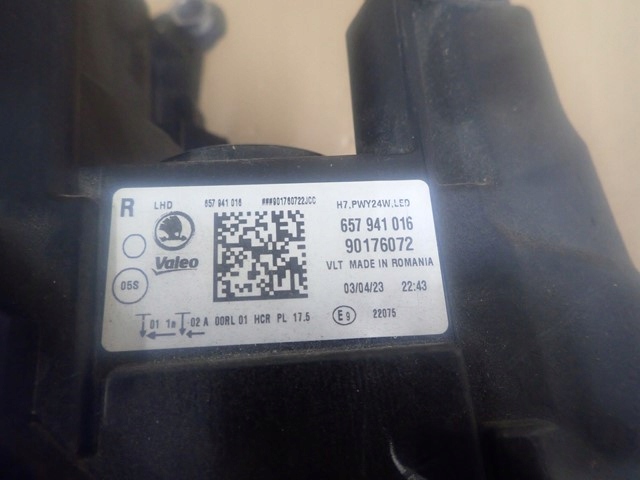 R LHD 657 941 016 ###901760722JCC H7,PWY24W,LED
657 941 016
90176072
Valeo
VLT MADE IN ROMANIA
05S
03/04/23 22:43
01 1a 02 A 00RL 01 HCR PL 17.5 E9 22075